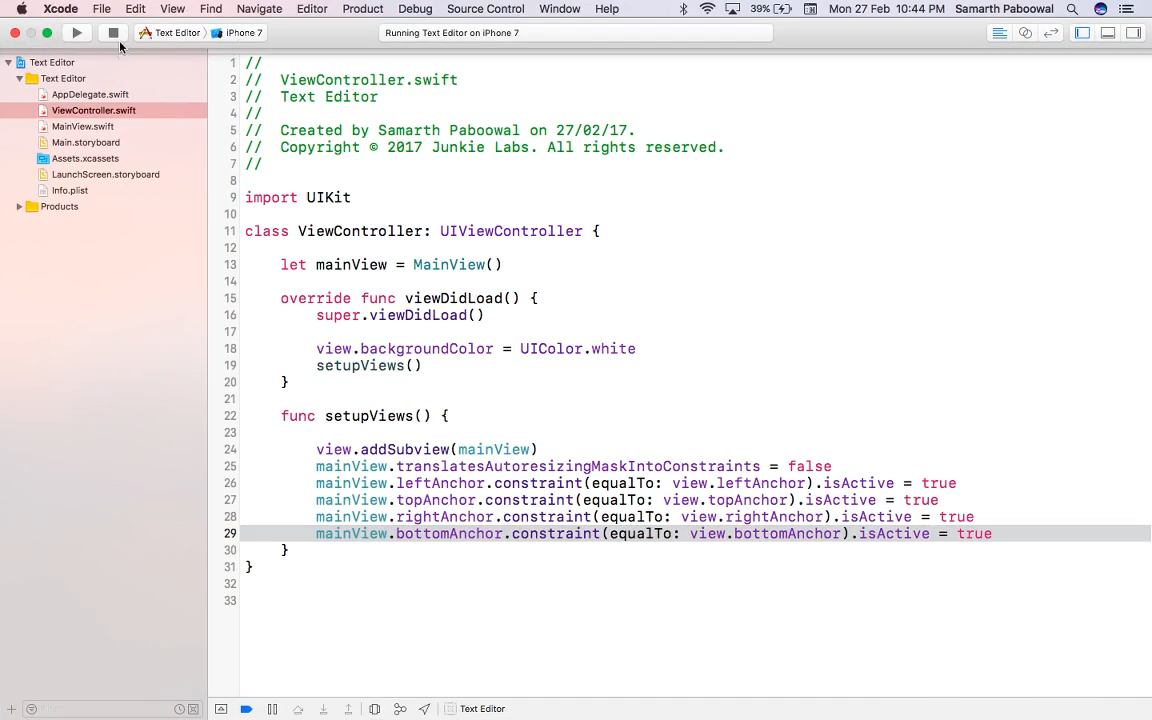 Xcode File Edit View Find Navigate Editor Product Debug Source Control Window Help 39% Mon 27 Feb 10:44 PM Samarth Paboowal
Text Editor iPhone 7 Running Text Editor on iPhone 7
Text Editor
Text Editor
AppDelegate.swift
ViewController.swift
MainView.swift
Main.storyboard
Assets.xcassets
LaunchScreen.storyboard
Info.plist
Products
1 //
2 // ViewController.swift
3 // Text Editor
4 //
5 // Created by Samarth Paboowal on 27/02/17.
6 // Copyright © 2017 Junkie Labs. All rights reserved.
7 //
8
9 import UIKit
10
11 class ViewController: UIViewController {
12
13 let mainView = MainView()
14
15 override func viewDidLoad() {
16 super.viewDidLoad()
17
18 view.backgroundColor = UIColor.white
19 setupViews()
20 }
21
22 func setupViews() {
23
24 view.addSubview(mainView)
25 mainView.translatesAutoresizingMaskIntoConstraints = false
26 mainView.leftAnchor.constraint(equalTo: view.leftAnchor).isActive = true
27 mainView.topAnchor.constraint(equalTo: view.topAnchor).isActive = true
28 mainView.rightAnchor.constraint(equalTo: view.rightAnchor).isActive = true
29 mainView.bottomAnchor.constraint(equalTo: view.bottomAnchor).isActive = true
30 }
31 }
32
33
Text Editor